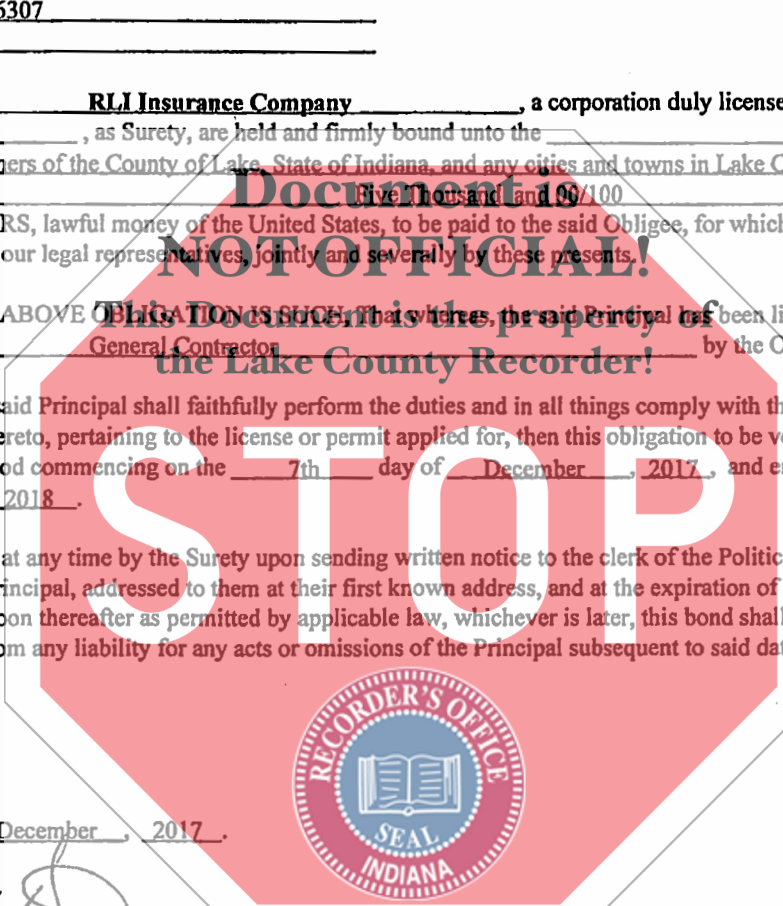 6307
RLI Insurance Company , a corporation duly license
, as Surety, are held and firmly bound unto the
ers of the County of Lake, State of Indiana, and any cities and towns in Lake C
Document is
Five Thousand and 00/100
RS, lawful money of the United States, to be paid to the said Obligee, for which
NOT OFFICIAL!
our legal representatives, jointly and severally by these presents.
This Document is the property of
ABOVE OBLIGATION IS SUCH, That whereas, the said Principal has been li
General Contractor by the C
the Lake County Recorder!
aid Principal shall faithfully perform the duties and in all things comply with th
ereto, pertaining to the license or permit applied for, then this obligation to be v
od commencing on the 7th day of December , 2017 , and e
2018 .
STOP
at any time by the Surety upon sending written notice to the clerk of the Politic
incipal, addressed to them at their first known address, and at the expiration of
on thereafter as permitted by applicable law, whichever is later, this bond shal
om any liability for any acts or omissions of the Principal subsequent to said da
RECORDER'S OFFICE
SEAL
INDIANA
December , 2017 .